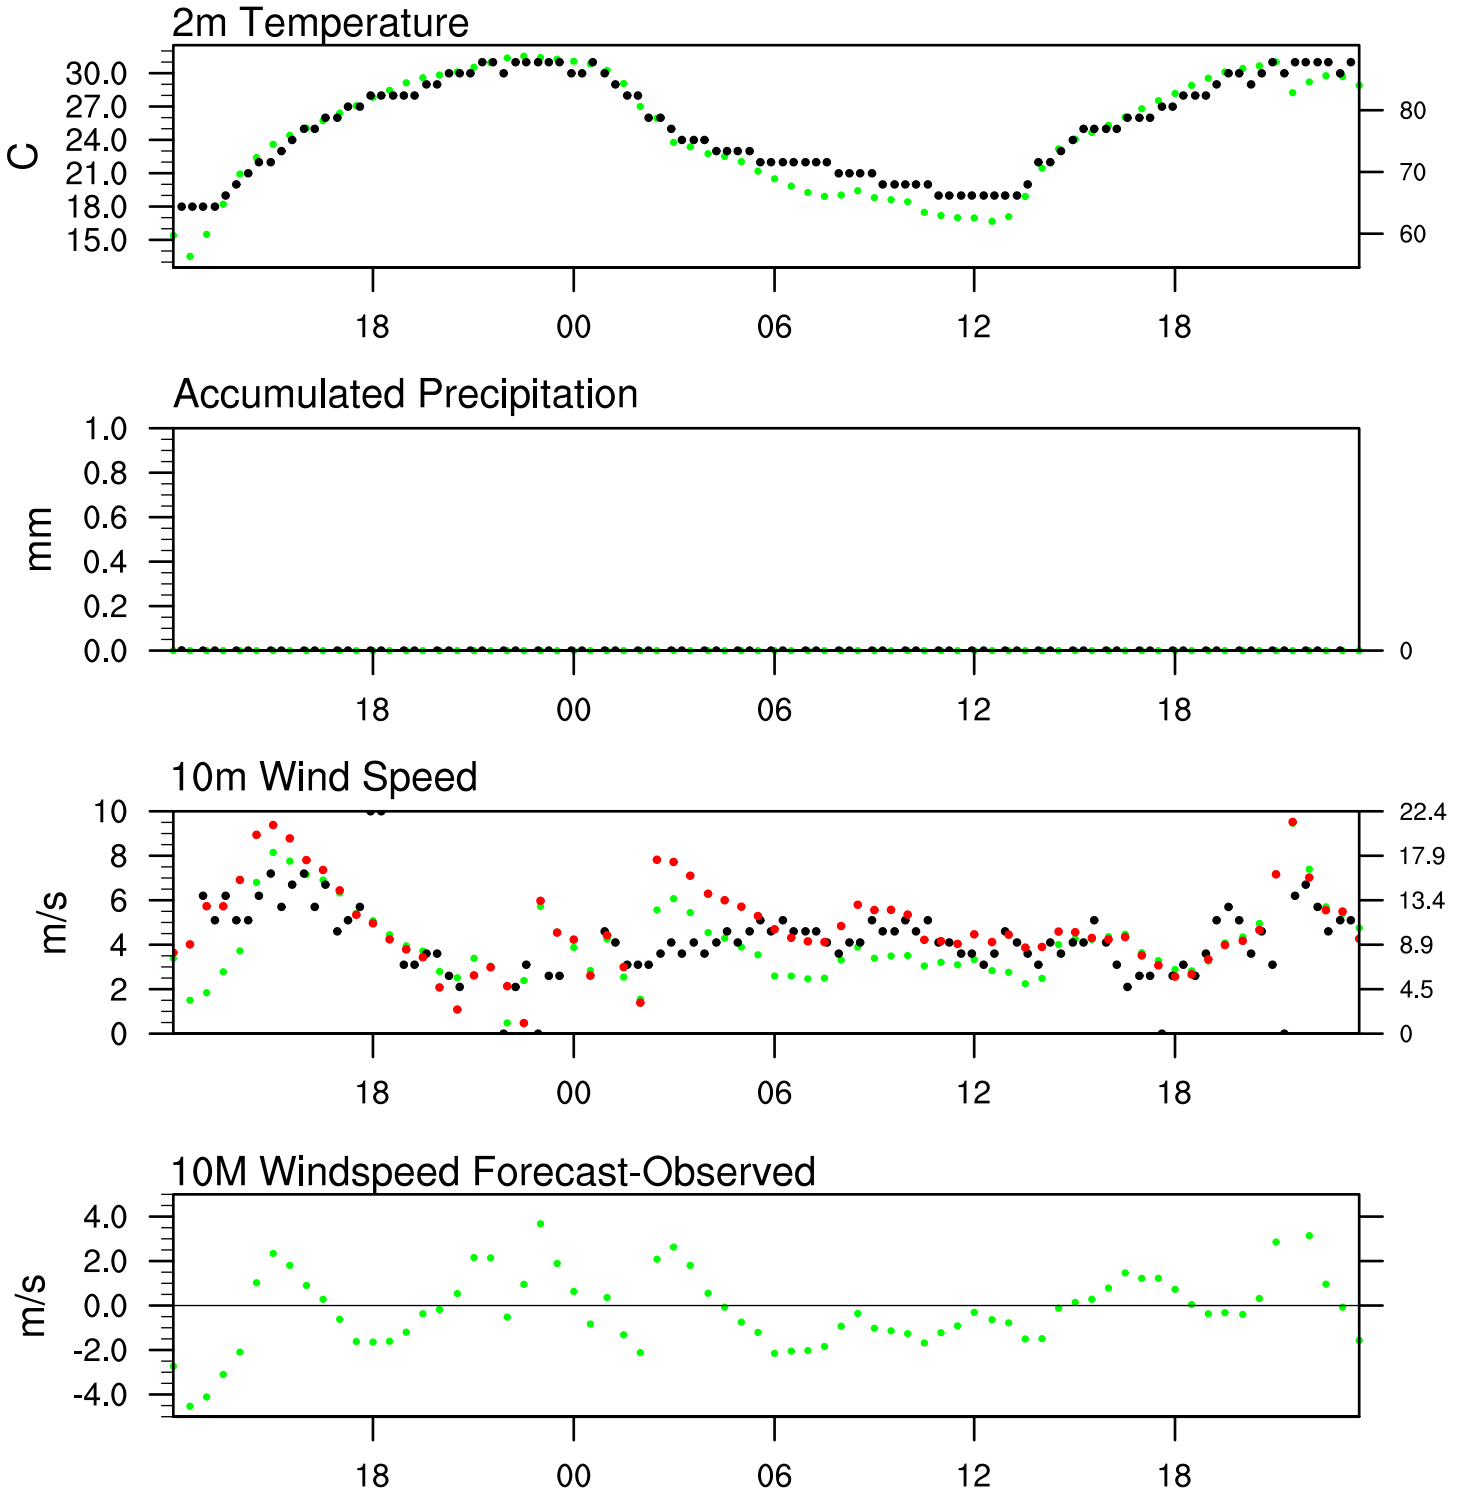 2m Temperature
30.0
27.0
24.0
21.0
18.0
15.0
C
80
70
60
18 00 06 12 18
Accumulated Precipitation
1.0
0.8
0.6
0.4
0.2
0.0
mm
0
18 00 06 12 18
10m Wind Speed
10
8
6
4
2
0
m/s
22.4
17.9
13.4
8.9
4.5
0
18 00 06 12 18
10M Windspeed Forecast-Observed
4.0
2.0
0.0
-2.0
-4.0
m/s
18 00 06 12 18